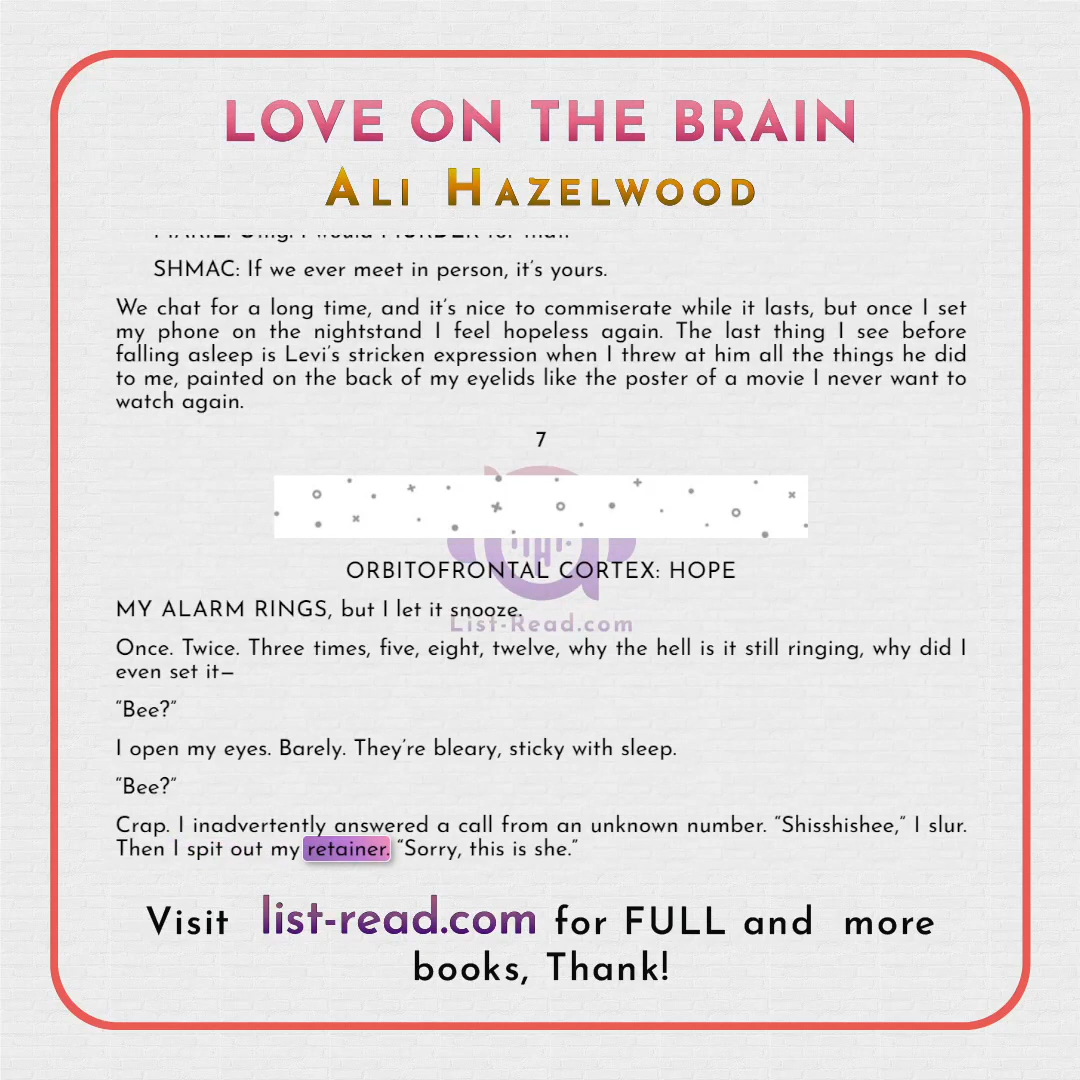 LOVE ON THE BRAIN
ALI HAZELWOOD
SHMAC: If we ever meet in person, it's yours.
We chat for a long time, and it's nice to commiserate while it lasts, but once I set
my phone on the nightstand I feel hopeless again. The last thing I see before
falling asleep is Levi's stricken expression when I threw at him all the things he did
to me, painted on the back of my eyelids like the poster of a movie I never want to
watch again.
7
ORBITOFRONTAL CORTEX: HOPE
MY ALARM RINGS, but I let it snooze.
List-Read.com
Once. Twice. Three times, five, eight, twelve, why the hell is it still ringing, why did I
even set it—
“Bee?”
I open my eyes. Barely. They're bleary, sticky with sleep.
“Bee?”
Crap. I inadvertently answered a call from an unknown number. “Shisshishee,” I slur.
Then I spit out my retainer. “Sorry, this is she.”
Visit list-read.com for FULL and more
books, Thank!